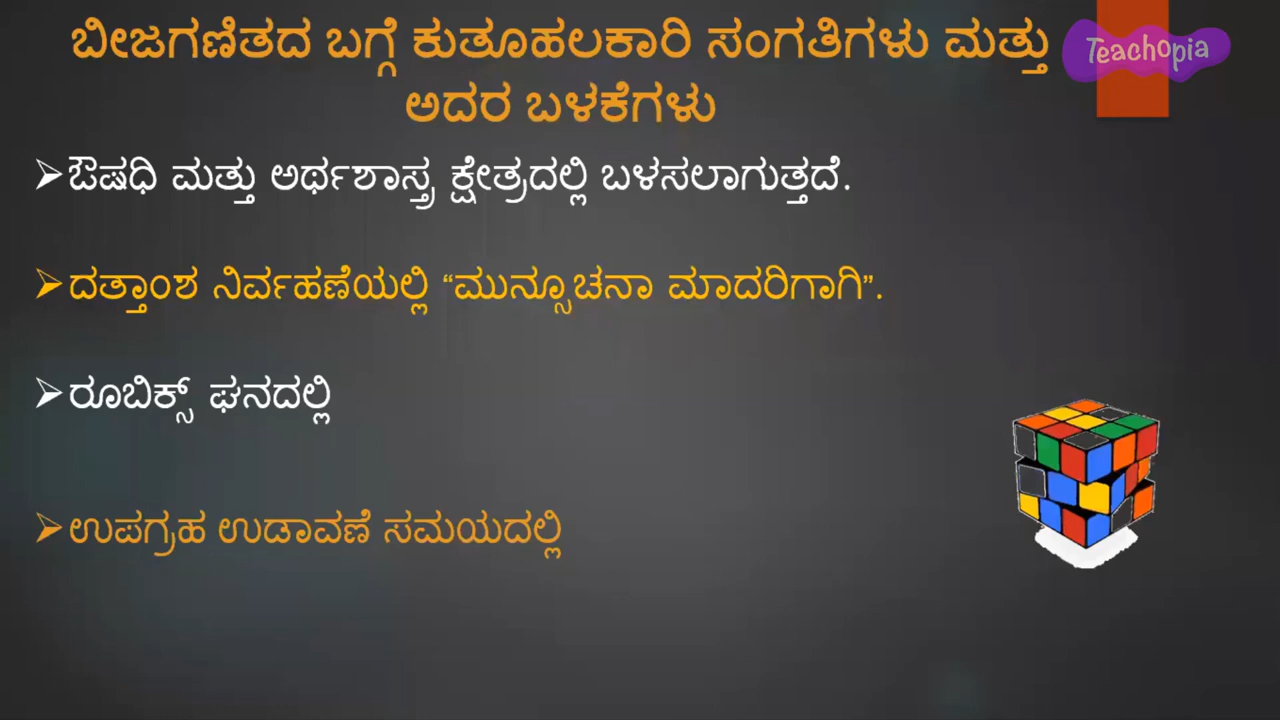 ಬೀಜಗಣಿತದ ಬಗ್ಗೆ ಕುತೂಹಲಕಾರಿ ಸಂಗತಿಗಳು ಮತ್ತು
Teachopia
ಅದರ ಬಳಕೆಗಳು
➢ಔಷಧಿ ಮತ್ತು ಅರ್ಥಶಾಸ್ತ್ರ ಕ್ಷೇತ್ರದಲ್ಲಿ ಬಳಸಲಾಗುತ್ತದೆ.
➢ದತ್ತಾಂಶ ನಿರ್ವಹಣೆಯಲ್ಲಿ “ಮುನ್ಸೂಚನಾ ಮಾದರಿಗಾಗಿ”.
➢ರೂಬಿಕ್ಸ್ ಘನದಲ್ಲಿ
➢ಉಪಗ್ರಹ ಉಡಾವಣೆ ಸಮಯದಲ್ಲಿ